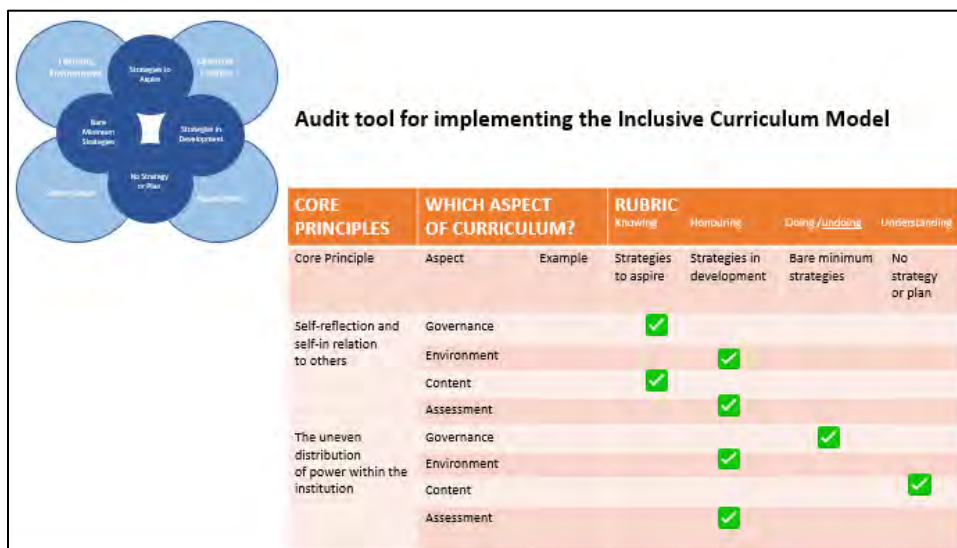 Strategies to
Aspire
Bare
Minimum
Strategies
Strategies in
Development
No Strategy
or Plan
Audit tool for implementing the Inclusive Curriculum Model
CORE
PRINCIPLES
WHICH ASPECT
OF CURRICULUM?
RUBRIC
Knowing
Honouring
Doing /undoing
Understanding
Core Principle
Aspect
Example
Strategies
to aspire
Strategies in
development
Bare minimum
strategies
No
strategy
or plan
Self-reflection and
self-in relation
to others
Governance
Environment
Content
Assessment
The uneven
distribution
of power within the
institution
Governance
Environment
Content
Assessment